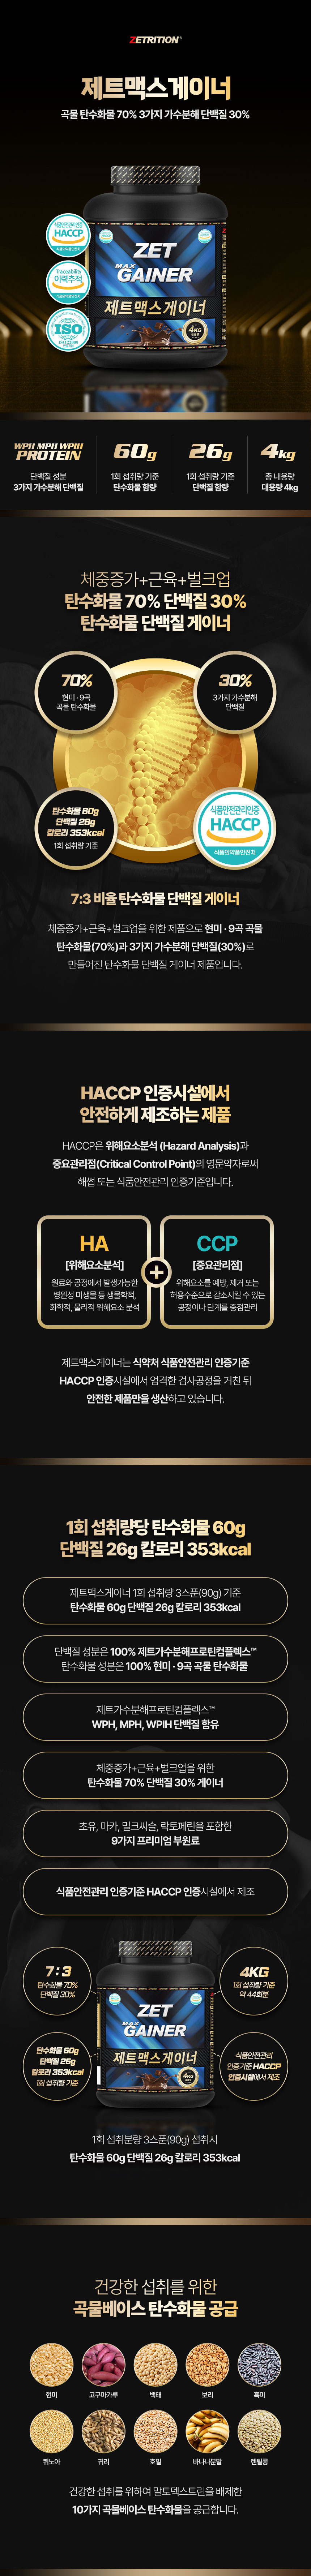 ZETRITION
제트맥스게이너
곡물 탄수화물 70% 3가지 가수분해 단백질 30%
식품안전관리인증
HACCP
식품의약품안전처
Traceability
이력추적
식품의약품안전처
ISO
ZET
MAX
GAINER
제트맥스게이너
4KG
WPH MPH WPIH
PROTEIN
단백질 성분
3가지 가수분해 단백질
60g
1회 섭취량 기준
탄수화물 함량
26g
1회 섭취량 기준
단백질 함량
4kg
총 내용량
대용량 4kg
체중증가+근육+벌크업
탄수화물 70% 단백질 30%
탄수화물 단백질 게이너
70%
현미·9곡
곡물 탄수화물
30%
3가지 가수분해
단백질
탄수화물 60g
단백질 26g
칼로리 353kcal
1회 섭취량 기준
식품안전관리인증
HACCP
식품의약품안전처
7:3 비율 탄수화물 단백질 게이너
체중증가+근육+벌크업을 위한 제품으로 현미·9곡 곡물
탄수화물(70%)과 3가지 가수분해 단백질(30%)로
만들어진 탄수화물 단백질 게이너 제품입니다.
HACCP 인증시설에서
안전하게 제조하는 제품
HACCP은 위해요소분석 (Hazard Analysis)과
중요관리점(Critical Control Point)의 영문약자로써
해썹 또는 식품안전관리 인증기준입니다.
HA
[위해요소분석]
원료와 공정에서 발생가능한
병원성 미생물 등 생물학적,
화학적, 물리적 위해요소 분석
+
CCP
[중요관리점]
위해요소를 예방, 제거 또는
허용수준으로 감소시킬 수 있는
공정이나 단계를 중점관리
제트맥스게이너는 식약처 식품안전관리 인증기준
HACCP 인증시설에서 엄격한 검사공정을 거친 뒤
안전한 제품만을 생산하고 있습니다.
1회 섭취량당 탄수화물 60g
단백질 26g 칼로리 353kcal
제트맥스게이너 1회 섭취량 3스푼(90g) 기준
탄수화물 60g 단백질 26g 칼로리 353kcal
단백질 성분은 100% 제트가수분해프로틴컴플렉스™
탄수화물 성분은 100% 현미·9곡 곡물 탄수화물
제트가수분해프로틴컴플렉스™
WPH, MPH, WPIH 단백질 함유
체중증가+근육+벌크업을 위한
탄수화물 70% 단백질 30% 게이너
초유, 마카, 밀크씨슬, 락토페린을 포함한
9가지 프리미엄 부원료
식품안전관리 인증기준 HACCP 인증시설에서 제조
7:3
탄수화물 70%
단백질 30%
4KG
1회 섭취량 기준
약 44회분
탄수화물 60g
단백질 25g
칼로리 353kcal
1회 섭취량 기준
식품안전관리
인증기준 HACCP
인증시설에서 제조
ZET
MAX
GAINER
제트맥스게이너
4KG
1회 섭취분량 3스푼(90g) 섭취시
탄수화물 60g 단백질 26g 칼로리 353kcal
건강한 섭취를 위한
곡물베이스 탄수화물 공급
현미
고구마가루
백태
보리
흑미
퀴노아
귀리
호밀
바나나분말
렌틸콩
건강한 섭취를 위하여 말토덱스트린을 배제한
10가지 곡물베이스 탄수화물을 공급합니다.